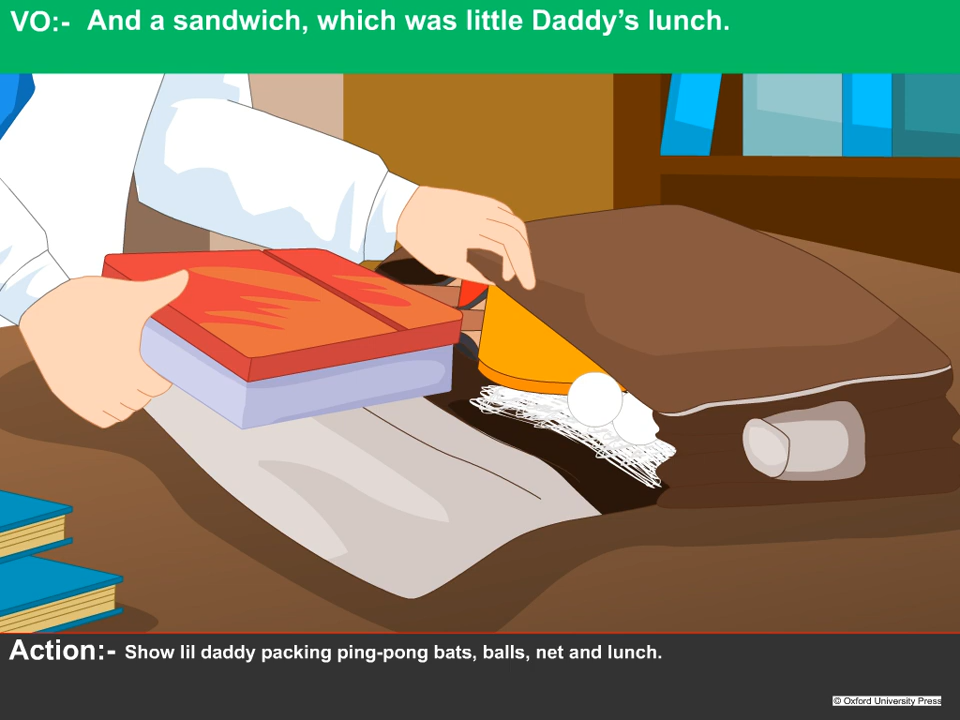 VO:- And a sandwich, which was little Daddy’s lunch.
Action:- Show lil daddy packing ping-pong bats, balls, net and lunch.
© Oxford University Press